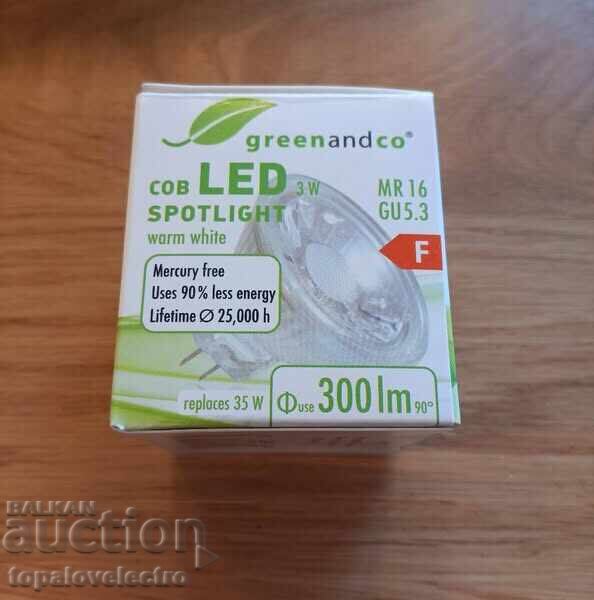 greenandco®
COB LED 3 W
SPOTLIGHT
warm white
MR 16
GU5.3
F
Mercury free
Uses 90 % less energy
Lifetime Ø 25,000 h
replaces 35 W
Φuse 300 lm 90°
BALKAN
auction
topalovelectro